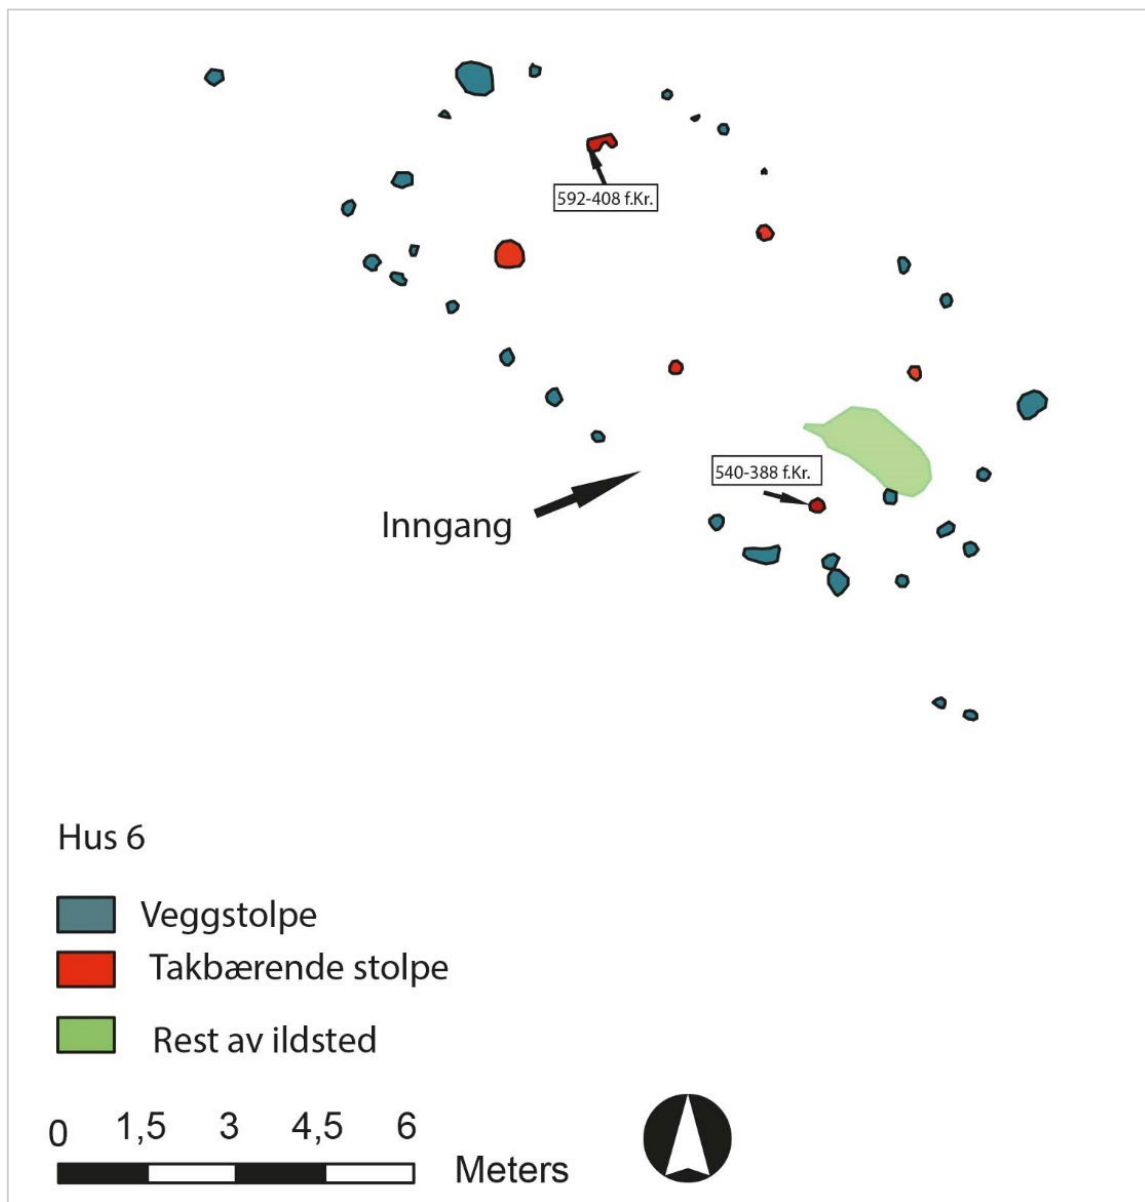 592-408 f.Kr.
540-388 f.Kr.
Inngang
Hus 6
Veggstolpe
Takbærende stolpe
Rest av ildsted
0 1,5 3 4,5 6
Meters